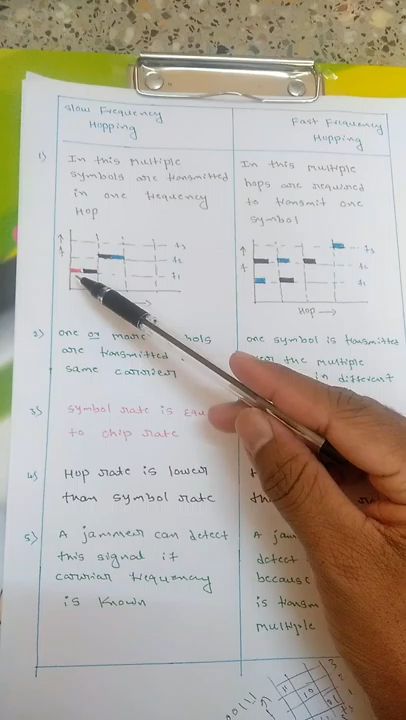 Slow Frequency
Hopping
Fast Frequency
Hopping
1)
In this multiple
symbols are transmitted
in one frequency
Hop
f
f3
f2
f1
In this multiple
hops are required
to transmit one
symbol
f
f3
f2
f1
Hop
2)
one or more
are transmitted
same carrier
one symbol is transmitted
the multiple
in different
3)
symbol rate is
to chip rate
4)
Hop rate is lower
than symbol rate
5)
A jammer can detect
this signal if
carrier frequency
is known
A
detect
because
is
multiple